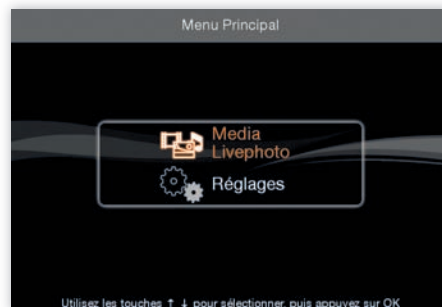 Menu Principal
Media
Livephoto
Réglages
Utilisez les touches ↑ ↓ pour sélectionner, puis appuyez sur OK